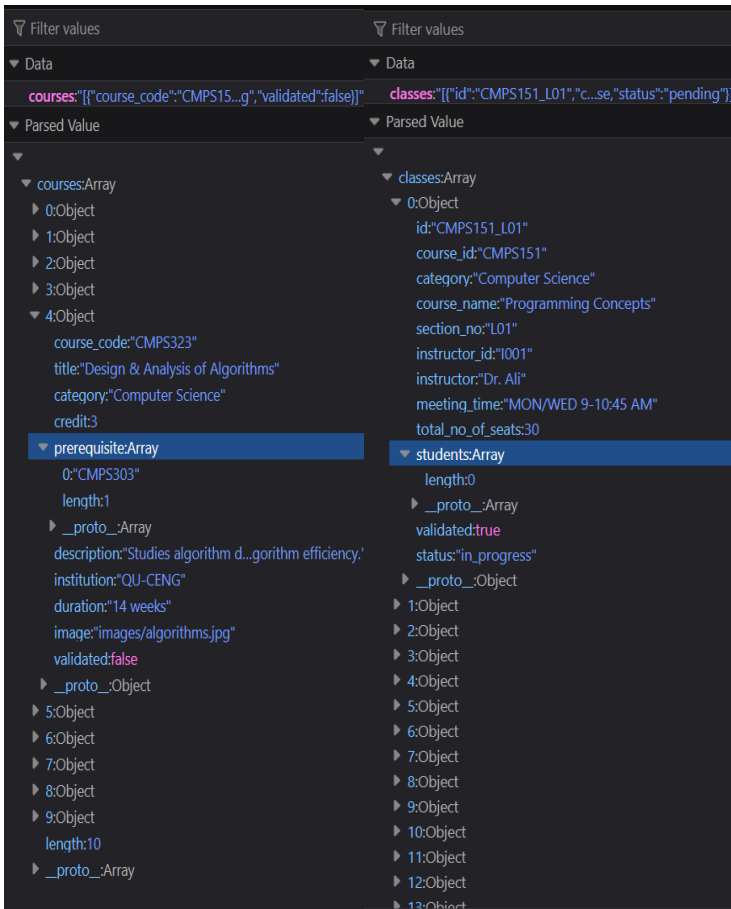 Filter values
Data
courses:"[{"course_code":"CMPS15...g","validated":false}]"
Parsed Value
courses:Array
0:Object
1:Object
2:Object
3:Object
4:Object
course_code:"CMPS323"
title:"Design & Analysis of Algorithms"
category:"Computer Science"
credit:3
prerequisite:Array
0:"CMPS303"
length:1
__proto__:Array
description:"Studies algorithm d...gorithm efficiency.'
institution:"QU-CENG"
duration:"14 weeks"
image:"images/algorithms.jpg"
validated:false
__proto__:Object
5:Object
6:Object
7:Object
8:Object
9:Object
length:10
__proto__:Array
Filter values
Data
classes:"[{"id":"CMPS151_L01","c...se,"status":"pending"}]
Parsed Value
classes:Array
0:Object
id:"CMPS151_L01"
course_id:"CMPS151"
category:"Computer Science"
course_name:"Programming Concepts"
section_no:"L01"
instructor_id:"I001"
instructor:"Dr. Ali"
meeting_time:"MON/WED 9-10:45 AM"
total_no_of_seats:30
students:Array
length:0
__proto__:Array
validated:true
status:"in_progress"
__proto__:Object
1:Object
2:Object
3:Object
4:Object
5:Object
6:Object
7:Object
8:Object
9:Object
10:Object
11:Object
12:Object
13:Object